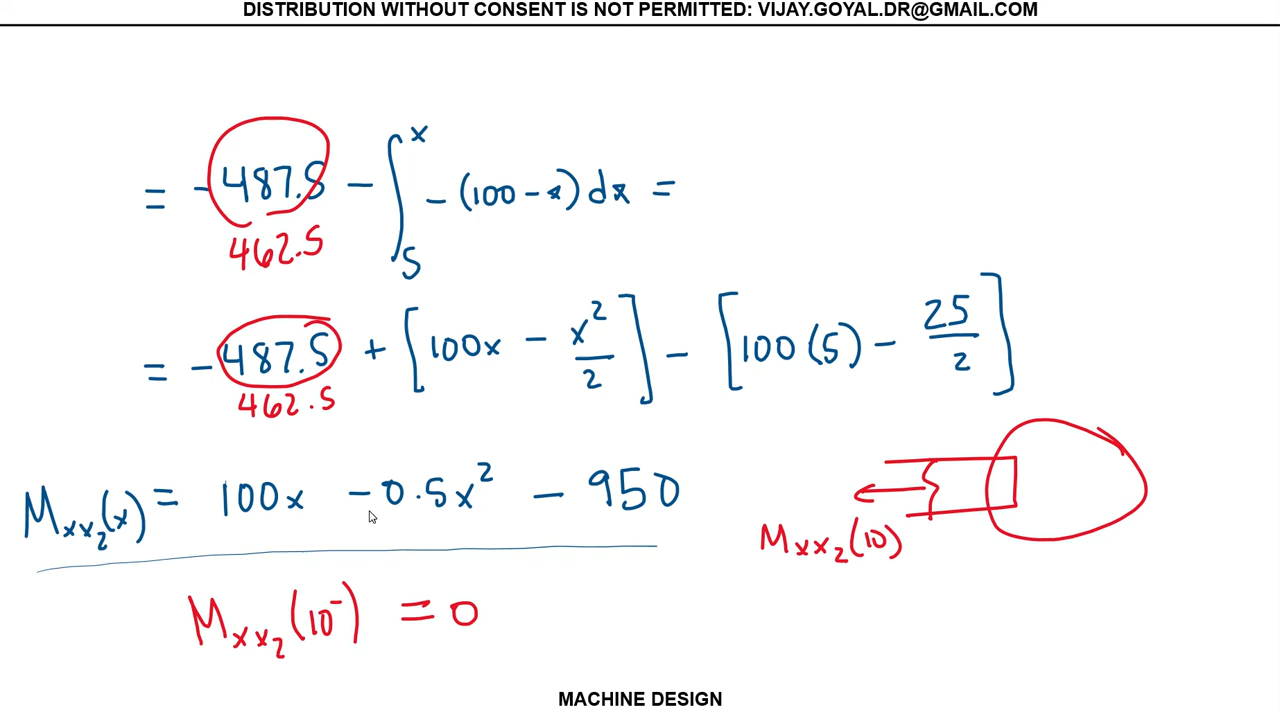 DISTRIBUTION WITHOUT CONSENT IS NOT PERMITTED: VIJAY.GOYAL.DR@GMAIL.COM
= -487.5 - ∫₅ˣ -(100 - x) dx =
462.5
= -487.5 + [100x - x²/2] - [100(5) - 25/2]
462.5
Mxx₂(x) = 100x - 0.5x² - 950
Mxx₂(10)
Mxx₂(10⁻) = 0
MACHINE DESIGN